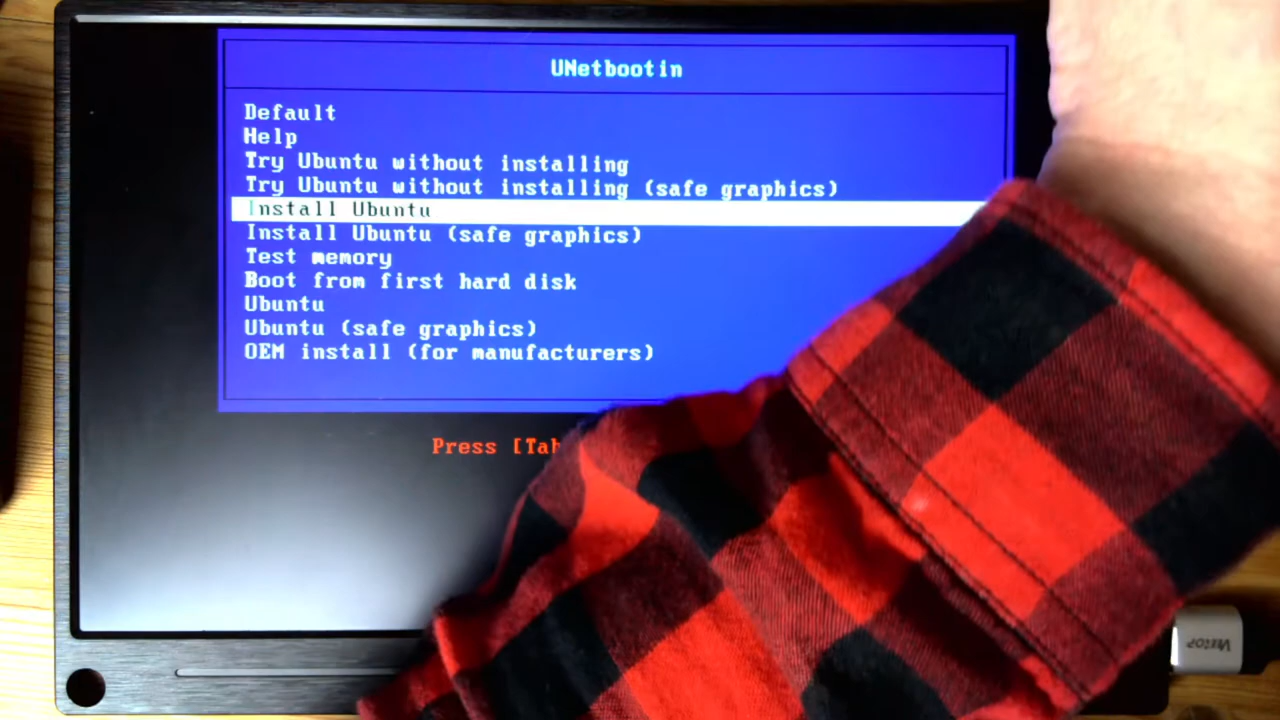 UNetbootin
Default
Help
Try Ubuntu without installing
Try Ubuntu without installing (safe graphics)
Install Ubuntu
Install Ubuntu (safe graphics)
Test memory
Boot from first hard disk
Ubuntu
Ubuntu (safe graphics)
OEM install (for manufacturers)
Press [Tab